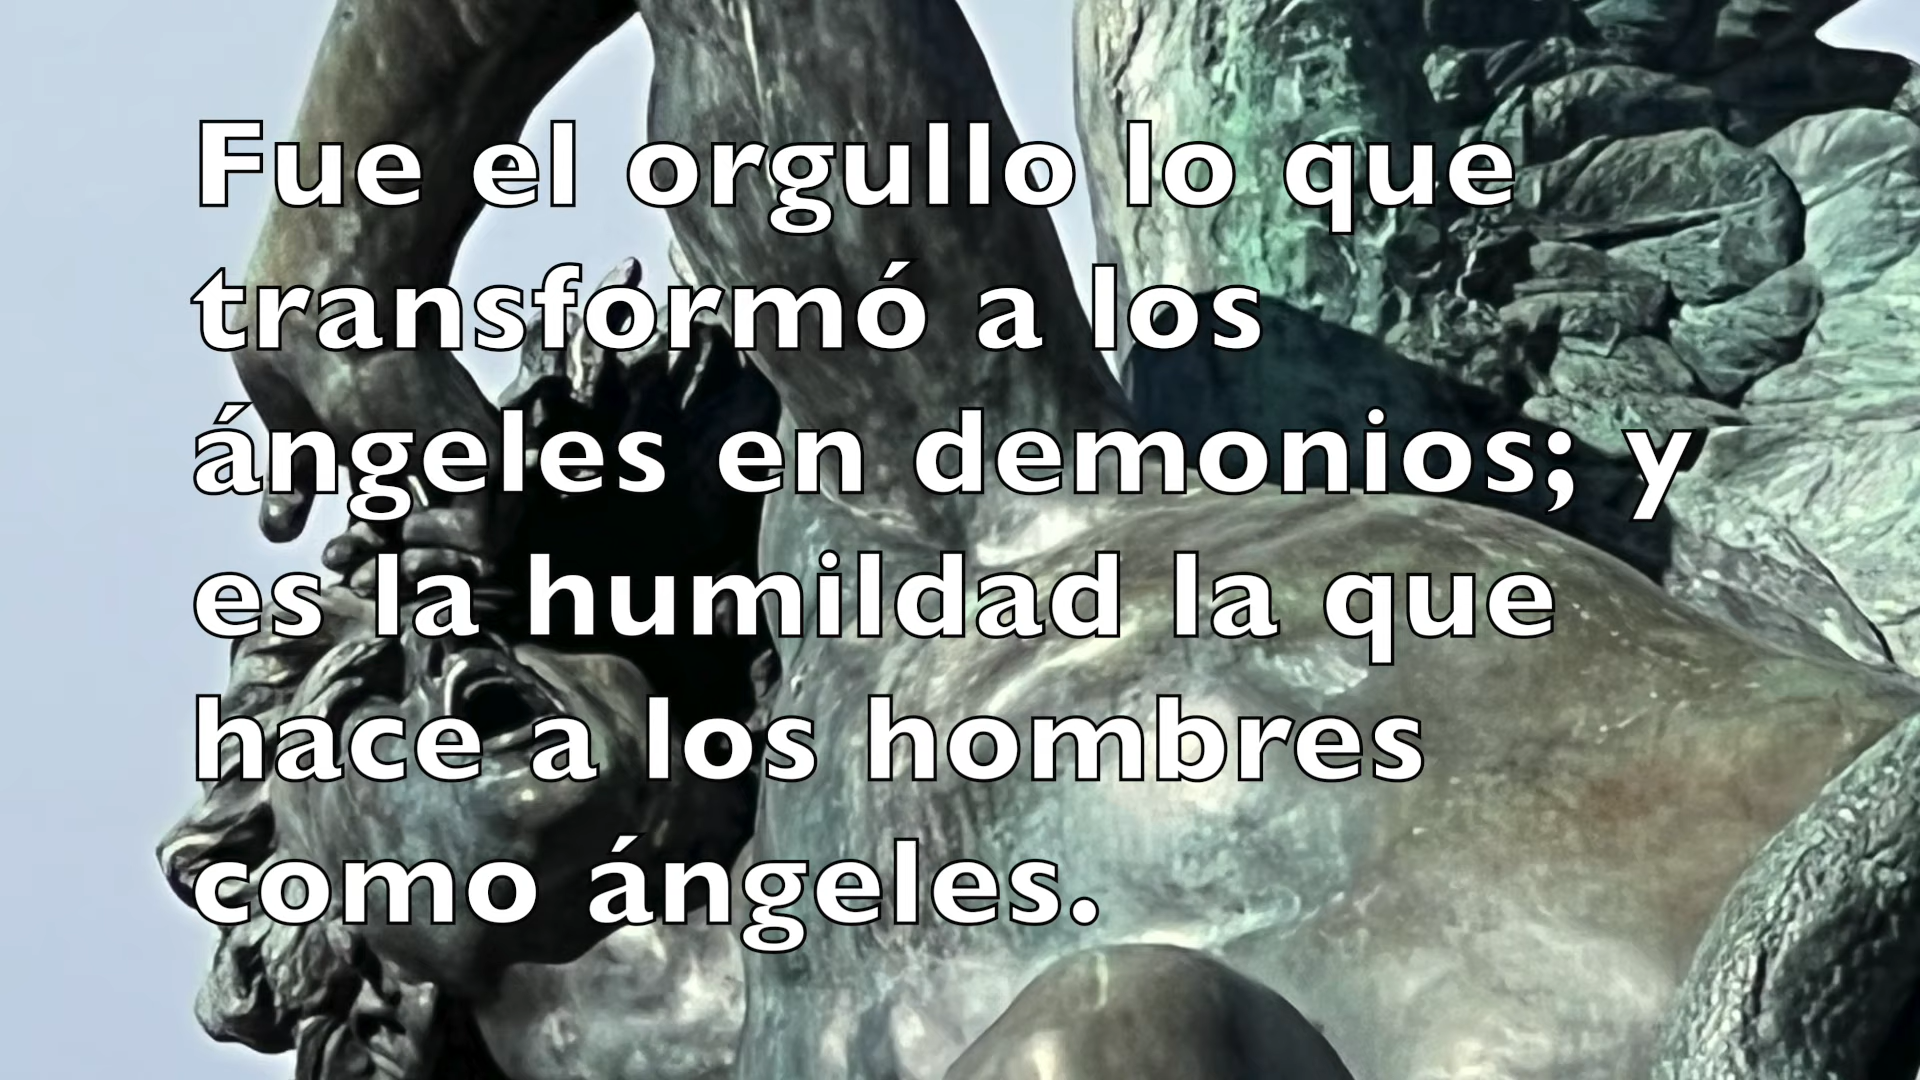 Fue el orgullo lo que
transformó a los
ángeles en demonios; y
es la humildad la que
hace a los hombres
como ángeles.